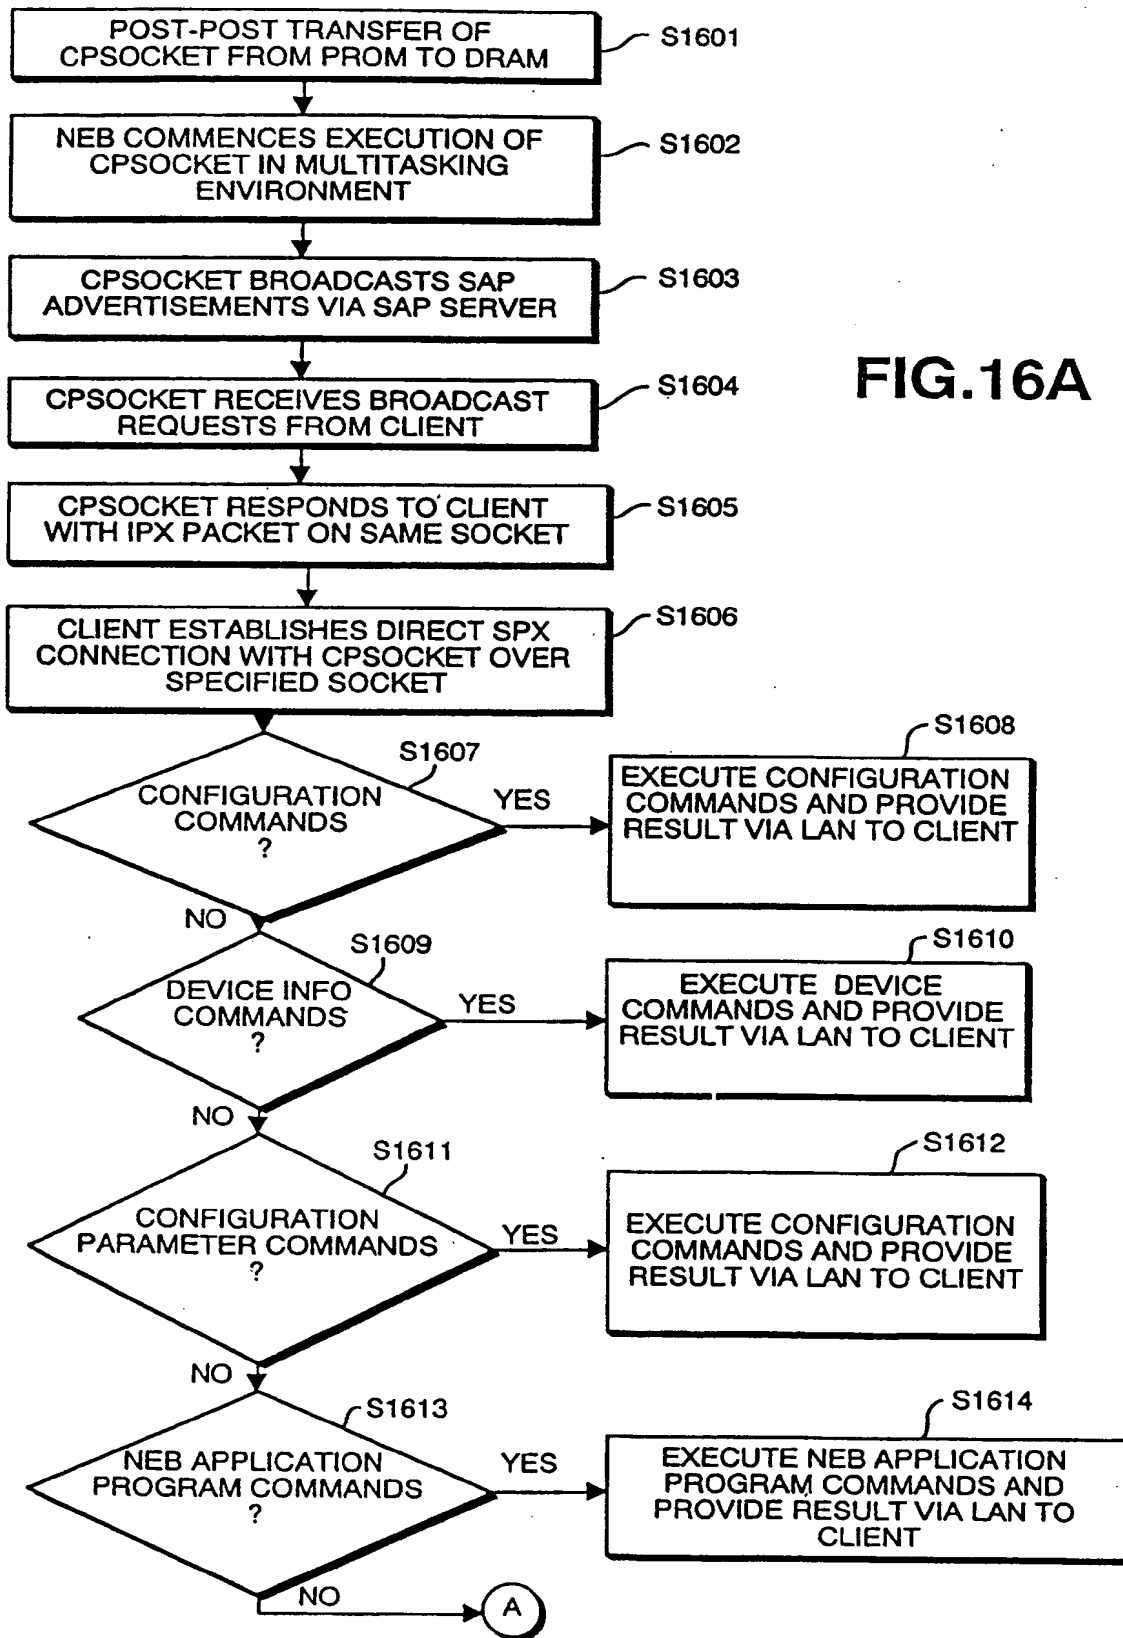 POST-POST TRANSFER OF
CPSOCKET FROM PROM TO DRAM
S1601
NEB COMMENCES EXECUTION OF
CPSOCKET IN MULTITASKING
ENVIRONMENT
S1602
CPSOCKET BROADCASTS SAP
ADVERTISEMENTS VIA SAP SERVER
S1603
FIG.16A
CPSOCKET RECEIVES BROADCAST
REQUESTS FROM CLIENT
S1604
CPSOCKET RESPONDS TO CLIENT
WITH IPX PACKET ON SAME SOCKET
S1605
CLIENT ESTABLISHES DIRECT SPX
CONNECTION WITH CPSOCKET OVER
SPECIFIED SOCKET
S1606
S1607
CONFIGURATION
COMMANDS
?
YES
NO
S1608
EXECUTE CONFIGURATION
COMMANDS AND PROVIDE
RESULT VIA LAN TO CLIENT
S1609
DEVICE INFO
COMMANDS
?
YES
NO
S1610
EXECUTE DEVICE
COMMANDS AND PROVIDE
RESULT VIA LAN TO CLIENT
S1611
CONFIGURATION
PARAMETER COMMANDS
?
YES
NO
S1612
EXECUTE CONFIGURATION
COMMANDS AND PROVIDE
RESULT VIA LAN TO CLIENT
S1613
NEB APPLICATION
PROGRAM COMMANDS
?
YES
NO
S1614
EXECUTE NEB APPLICATION
PROGRAM COMMANDS AND
PROVIDE RESULT VIA LAN TO
CLIENT
A